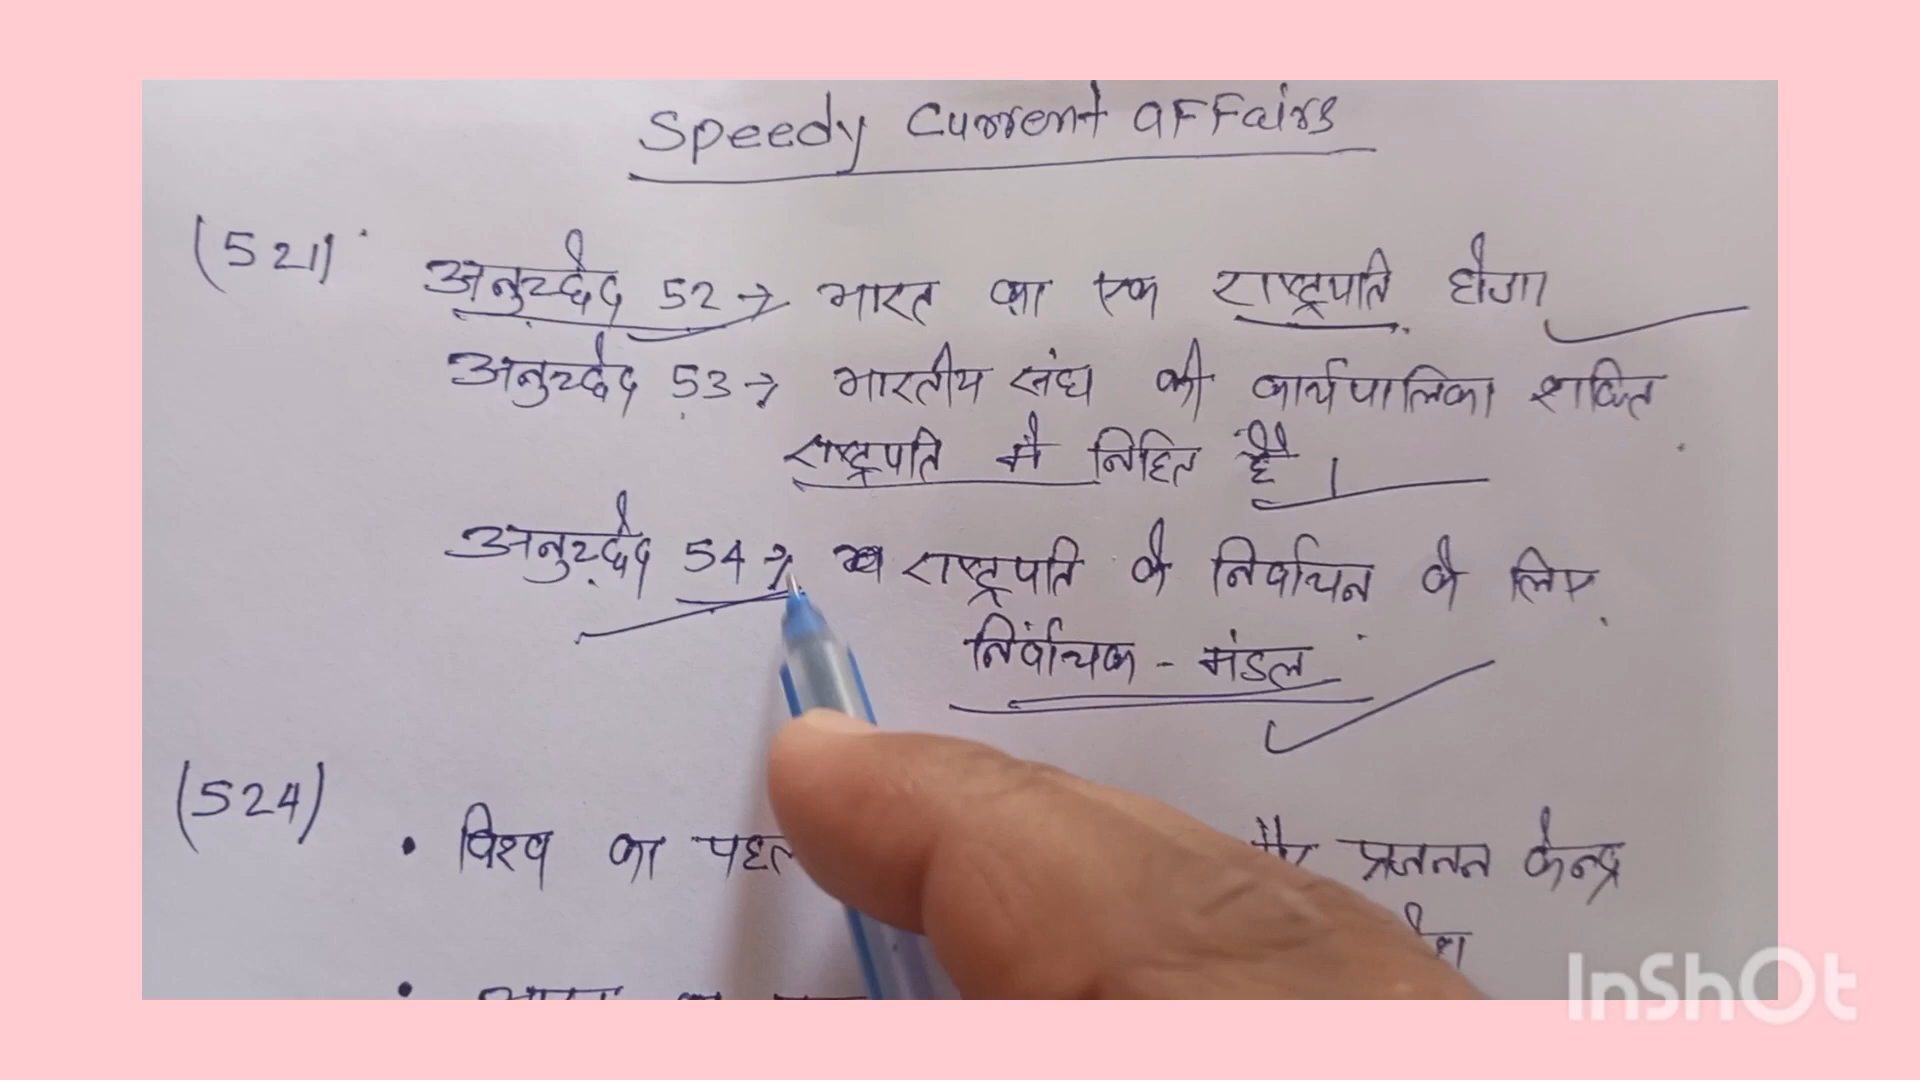 Speedy Current affairs
(521) अनुच्छेद 52 → भारत का एक राष्ट्रपति होगा
अनुच्छेद 53 → भारतीय संघ की कार्यपालिका शक्ति
राष्ट्रपति में निहित है।
अनुच्छेद 54 → राष्ट्रपति के निर्वाचन के लिए
निर्वाचक - मंडल
(524) • विश्व का प्रजनन केन्द्र
InShOt